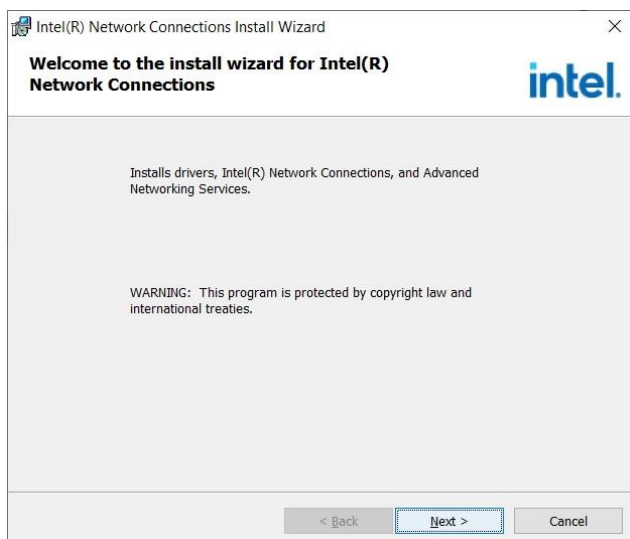 Intel(R) Network Connections Install Wizard
Welcome to the install wizard for Intel(R)
Network Connections
intel.
Installs drivers, Intel(R) Network Connections, and Advanced
Networking Services.
WARNING: This program is protected by copyright law and
international treaties.
< Back
Next >
Cancel